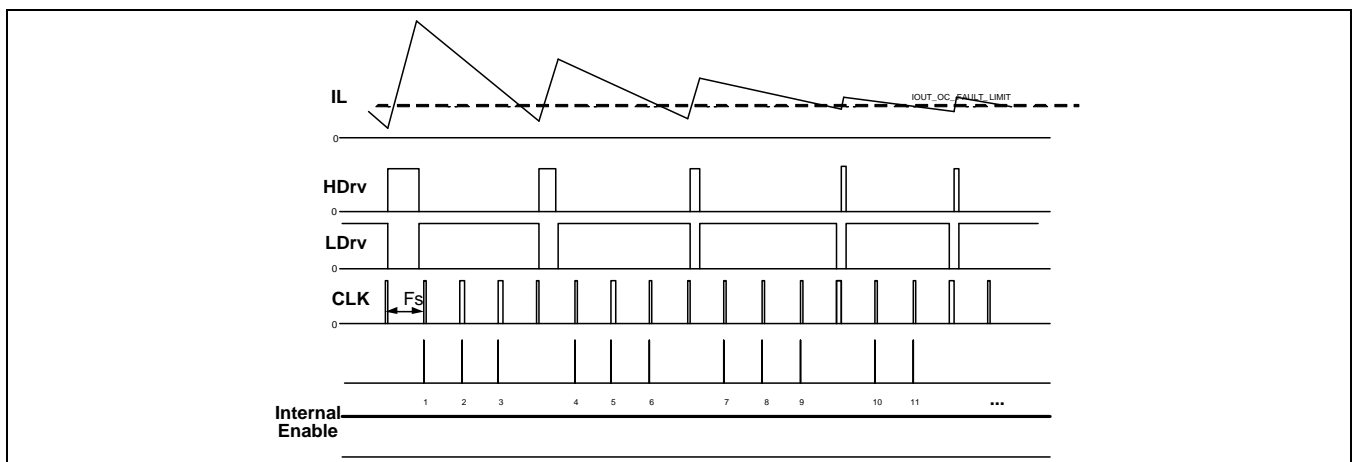 IL
IOUT_OC_FAULT_LIMIT
0
HDrv
0
LDrv
0
CLK
Fs
0
1 2 3 4 5 6 7 8 9 10 11 ...
Internal
Enable